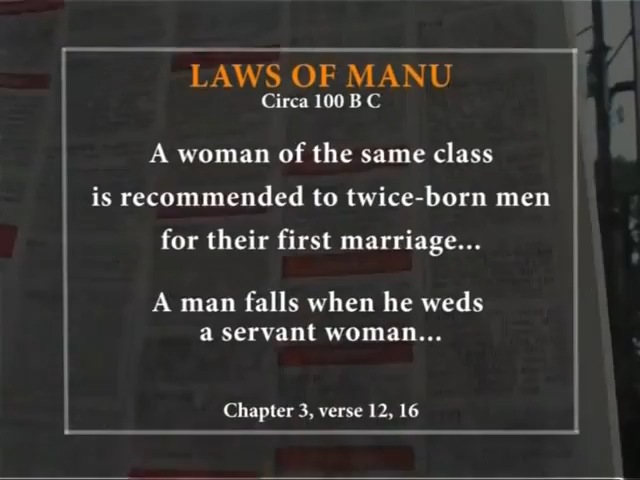 LAWS OF MANU
Circa 100 B C
A woman of the same class
is recommended to twice-born men
for their first marriage...
A man falls when he weds
a servant woman...
Chapter 3, verse 12, 16